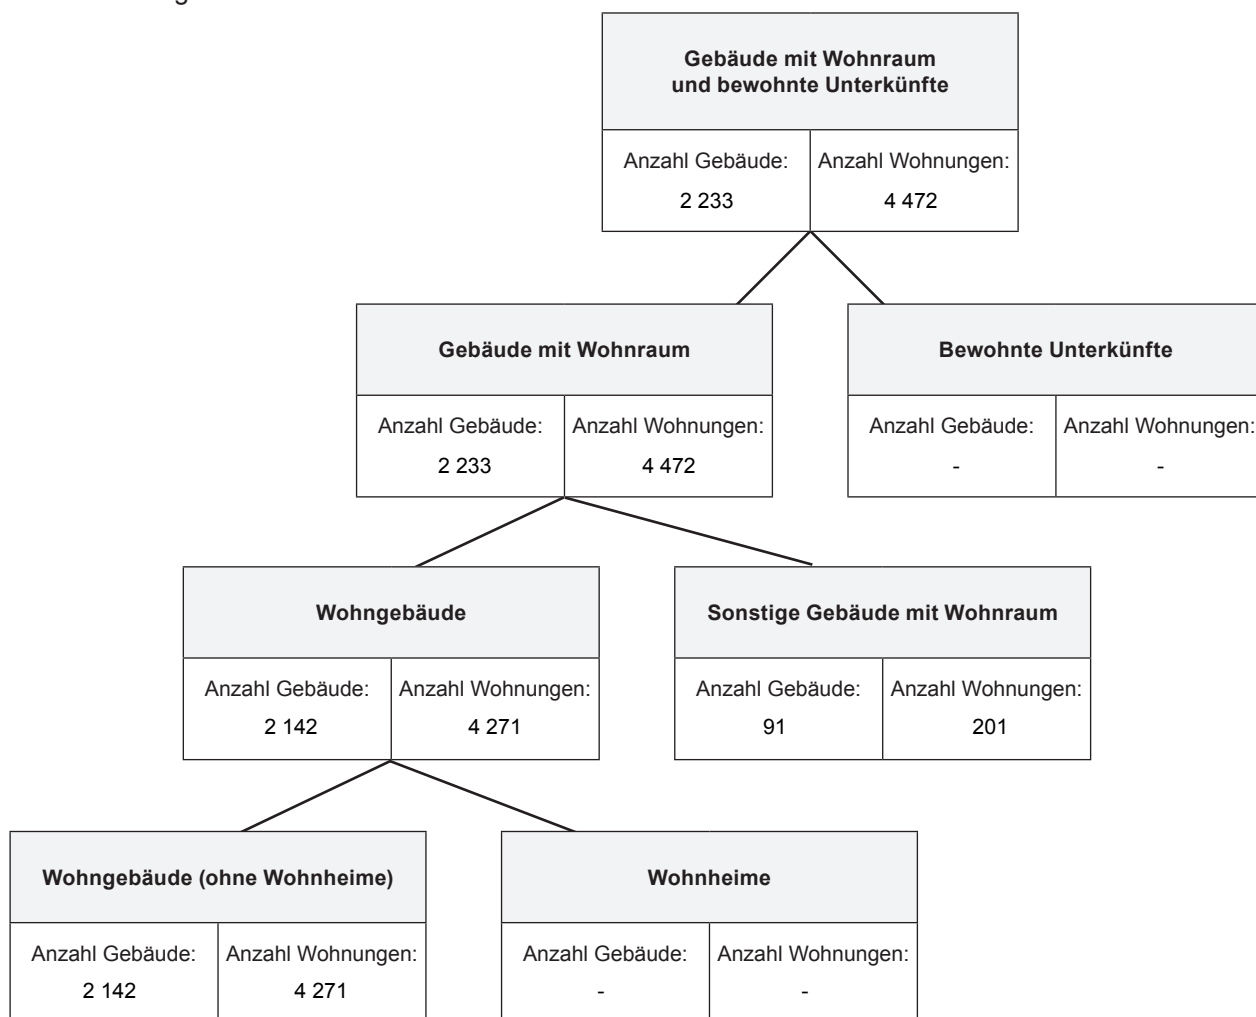 Gebäude mit Wohnraum
und bewohnte Unterkünfte
Anzahl Gebäude: Anzahl Wohnungen:
2 233 4 472
Gebäude mit Wohnraum Bewohnte Unterkünfte
Anzahl Gebäude: Anzahl Wohnungen: Anzahl Gebäude: Anzahl Wohnungen:
2 233 4 472 - -
Wohngebäude Sonstige Gebäude mit Wohnraum
Anzahl Gebäude: Anzahl Wohnungen: Anzahl Gebäude: Anzahl Wohnungen:
2 142 4 271 91 201
Wohngebäude (ohne Wohnheime) Wohnheime
Anzahl Gebäude: Anzahl Wohnungen: Anzahl Gebäude: Anzahl Wohnungen:
2 142 4 271 - -